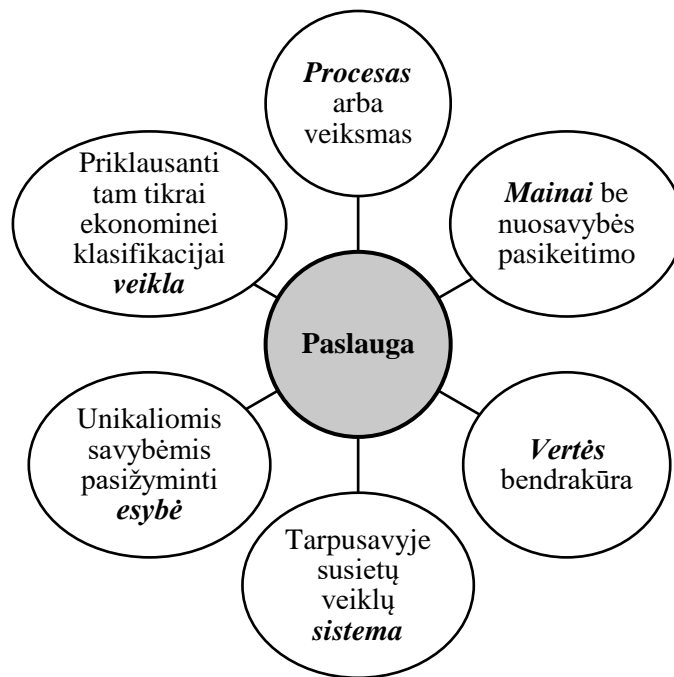 Procesas
arba
veiksmas
Priklausanti
tam tikrai
ekonominei
klasifikacijai
veikla
Mainai be
nuosavybės
pasikeitimo
Paslauga
Unikaliomis
savybėmis
pasižyminti
esybė
Vertės
bendrakūra
Tarpusavyje
susietų
veiklų
sistema